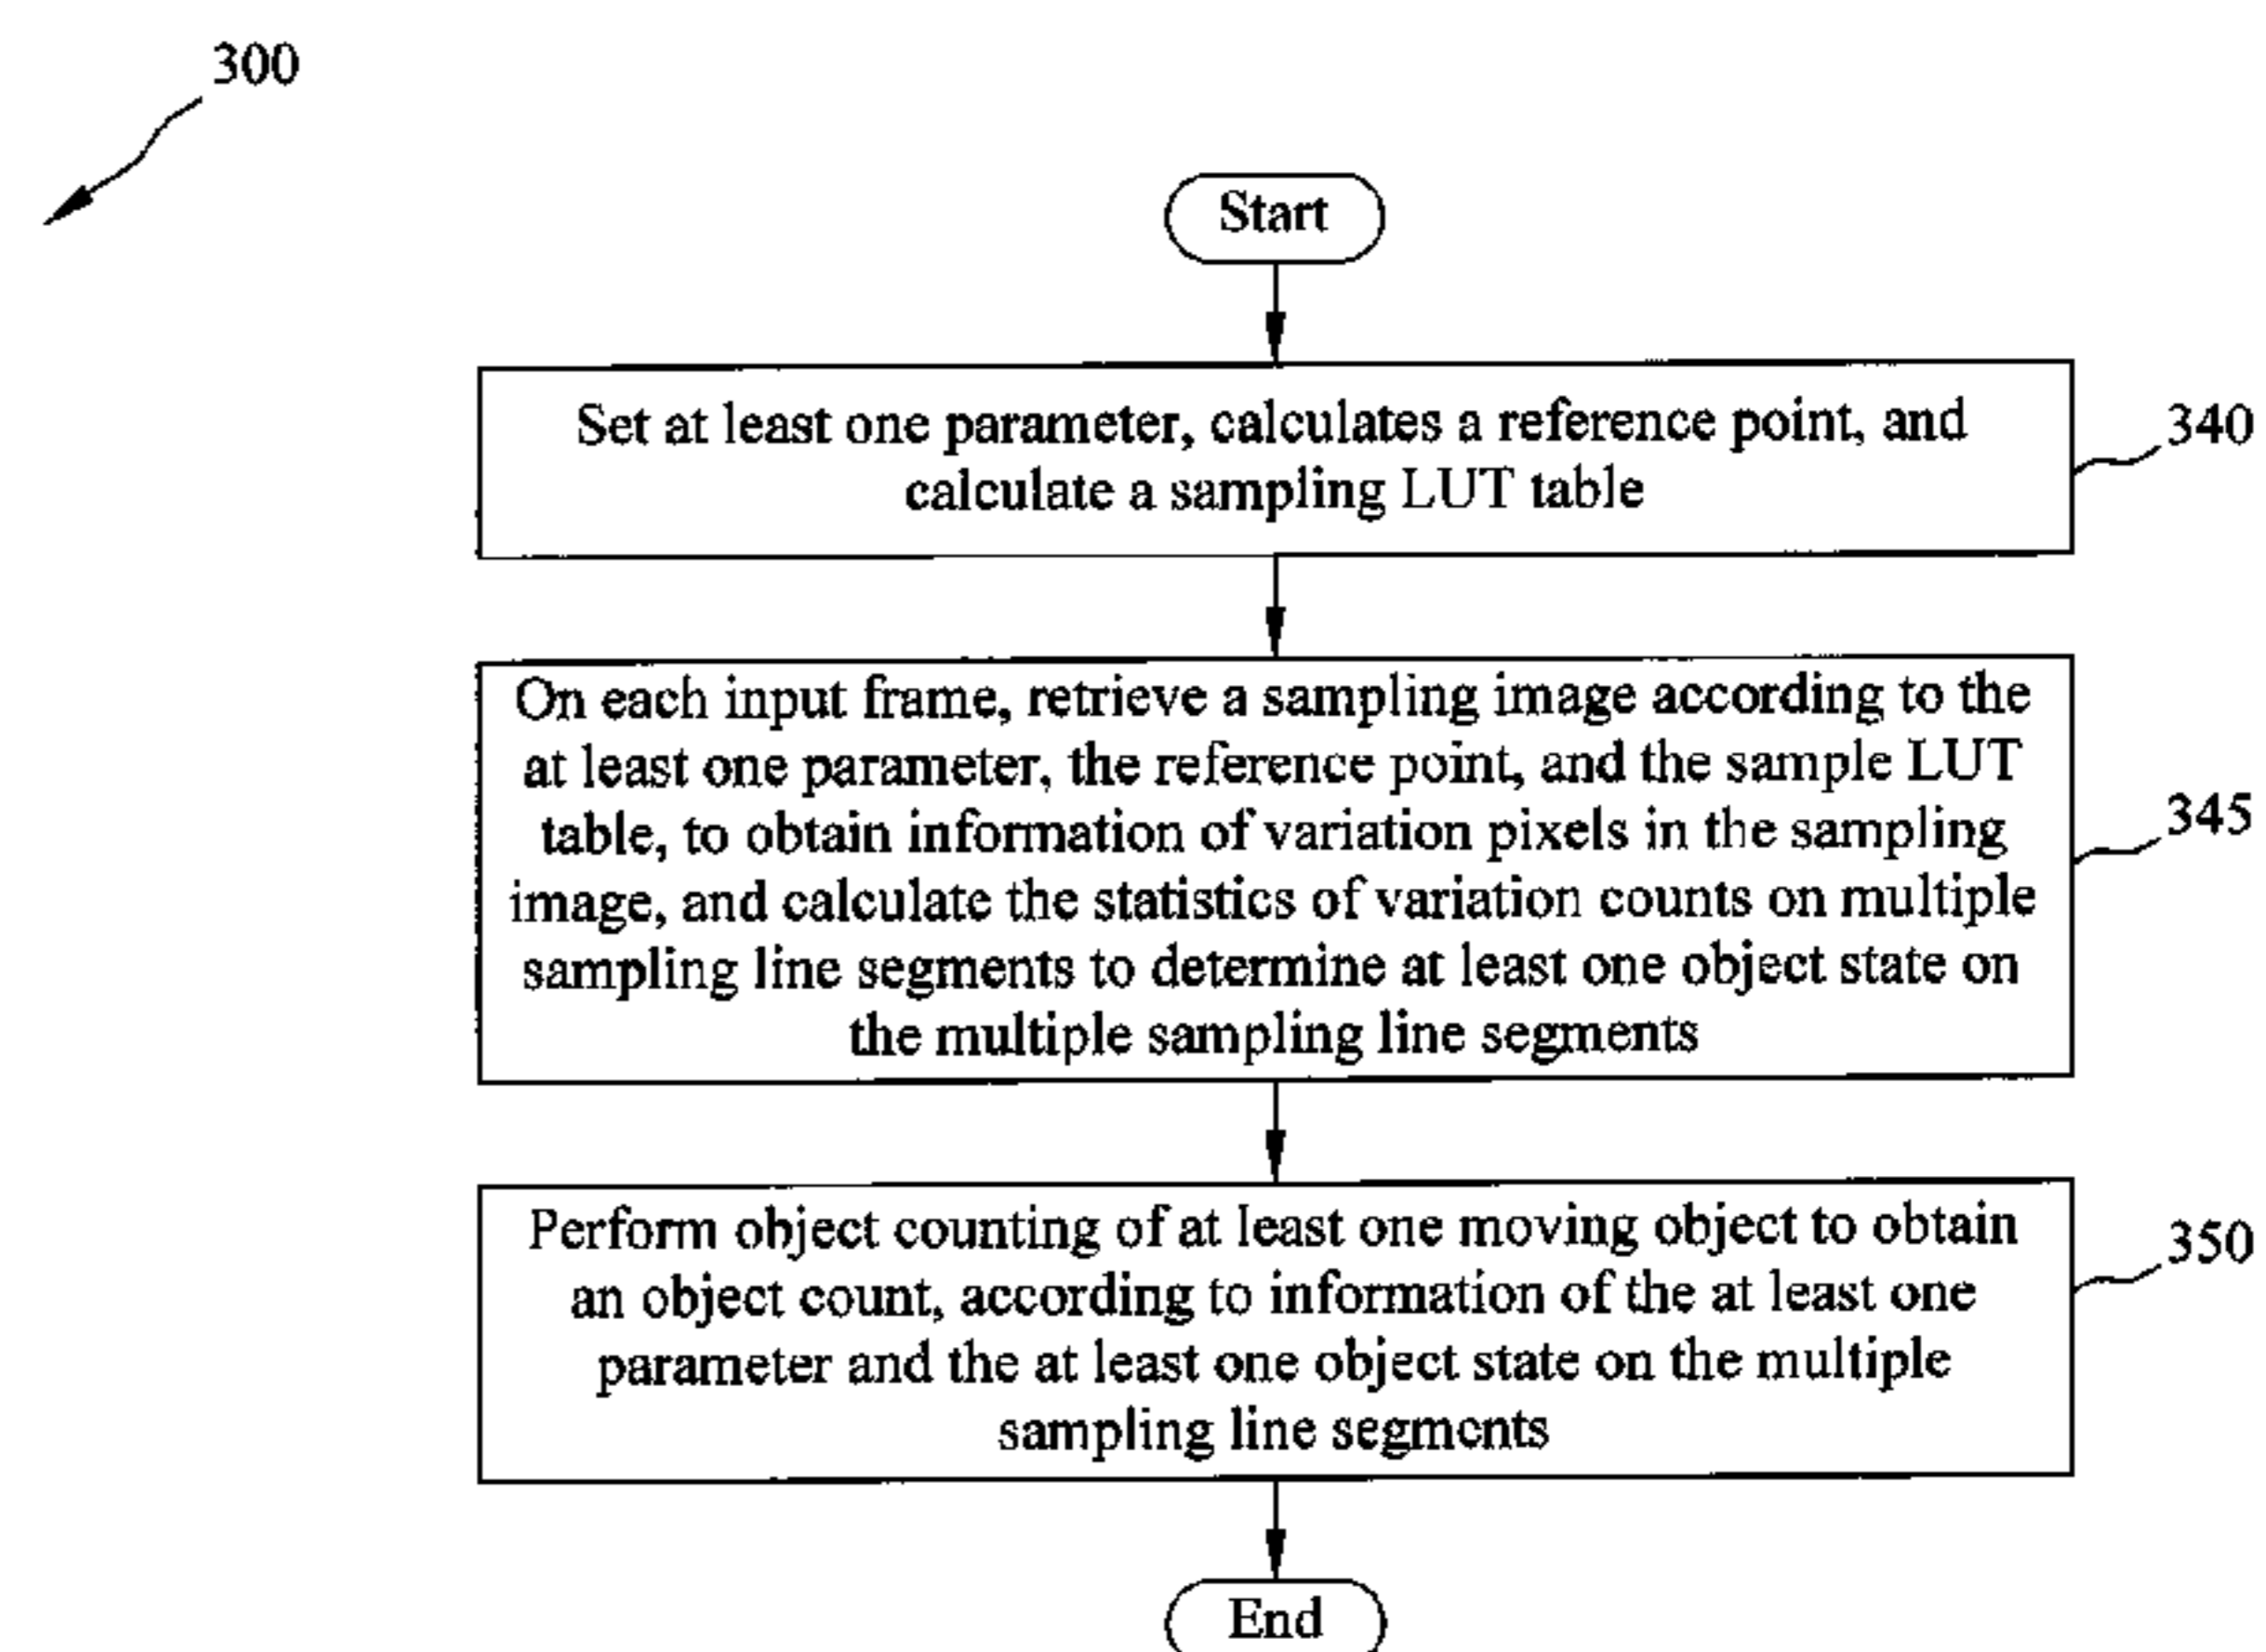 300
Start
Set at least one parameter, calculates a reference point, and
calculate a sampling LUT table
340
On each input frame, retrieve a sampling image according to the
at least one parameter, the reference point, and the sample LUT
table, to obtain information of variation pixels in the sampling
image, and calculate the statistics of variation counts on multiple
sampling line segments to determine at least one object state on
the multiple sampling line segments
345
Perform object counting of at least one moving object to obtain
an object count, according to information of the at least one
parameter and the at least one object state on the multiple
sampling line segments
350
End